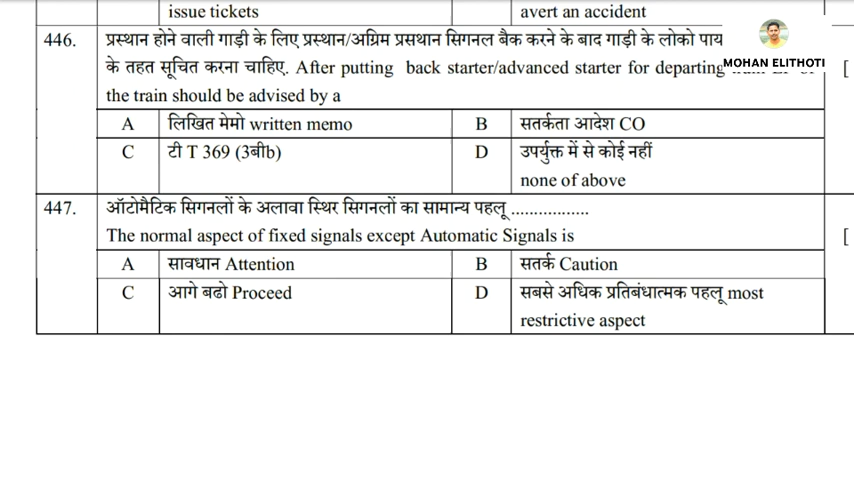 issue tickets avert an accident
446. प्रस्थान होने वाली गाड़ी के लिए प्रस्थान/अग्रिम प्रसथान सिगनल बैक करने के बाद गाड़ी के लोको पाय
के तहत सूचित करना चाहिए. After putting back starter/advanced starter for departing
MOHAN ELITHOTI
[
the train should be advised by a
A लिखित मेमो written memo B सतर्कता आदेश CO
C टी T 369 (3बीb) D उपर्युक्त में से कोई नहीं
none of above
447. ऑटोमैटिक सिगनलों के अलावा स्थिर सिगनलों का सामान्य पहलू .................
The normal aspect of fixed signals except Automatic Signals is [
A सावधान Attention B सतर्क Caution
C आगे बढो Proceed D सबसे अधिक प्रतिबंधात्मक पहलू most
restrictive aspect